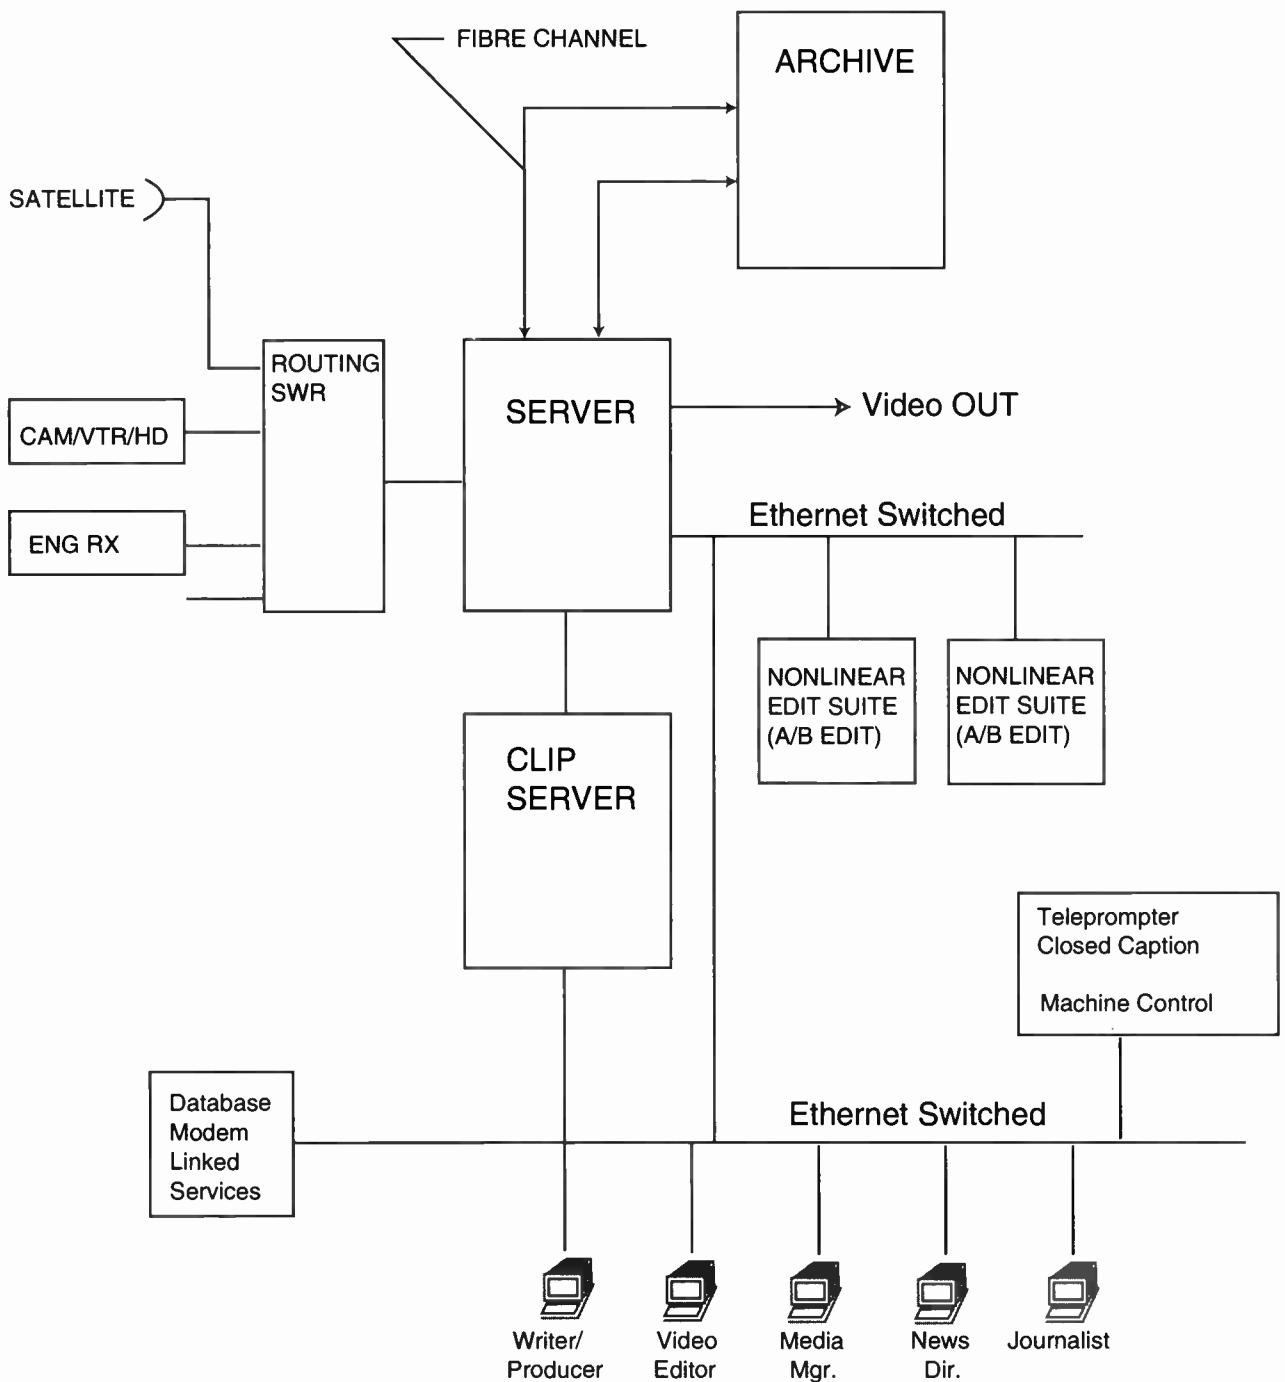 FIBRE CHANNEL
ARCHIVE
SATELLITE
ROUTING
SWR
SERVER
Video OUT
CAM/VTR/HD
ENG RX
Ethernet Switched
NONLINEAR
EDIT SUITE
(A/B EDIT)
NONLINEAR
EDIT SUITE
(A/B EDIT)
CLIP
SERVER
Teleprompter
Closed Caption
Machine Control
Database
Modem
Linked
Services
Ethernet Switched
Writer/
Producer
Video
Editor
Media
Mgr.
News
Dir.
Journalist